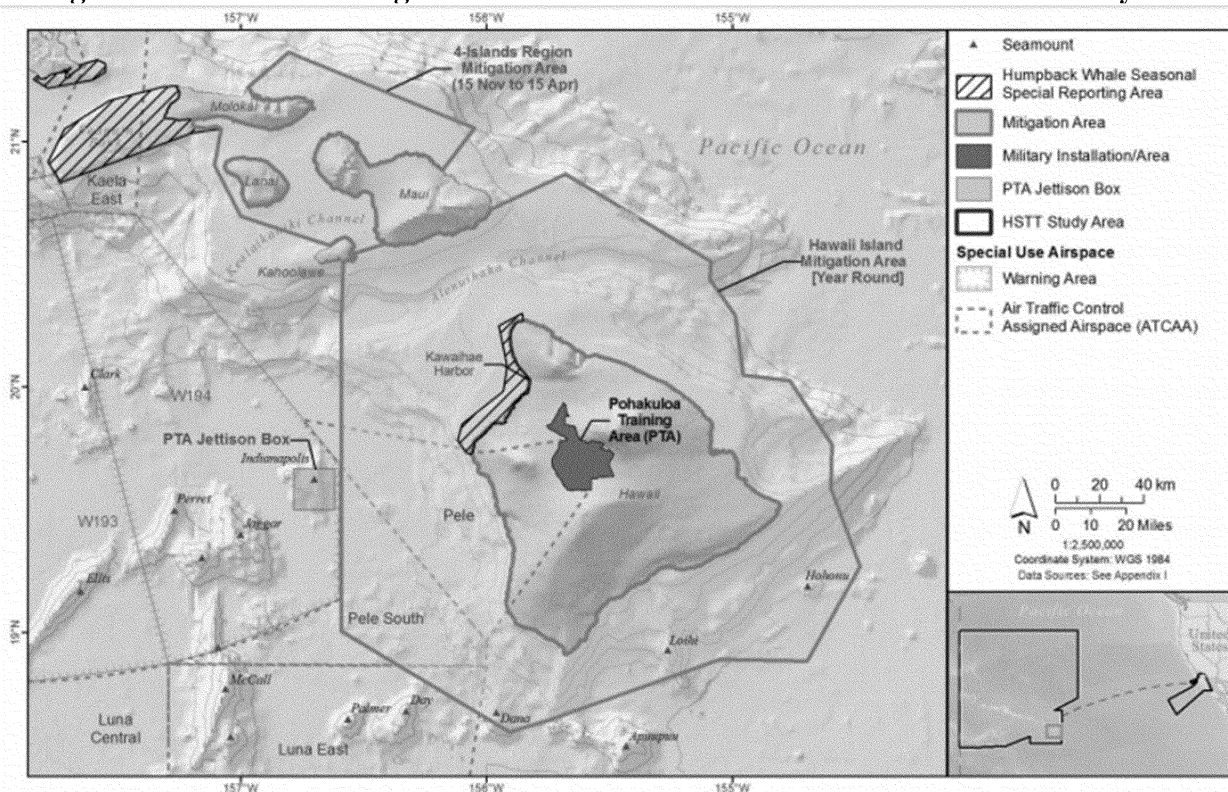 157°W
156°W
155°W
4-Islands Region
Mitigation Area
(15 Nov to 15 Apr)
Molokai
21°N
Pacific Ocean
Kaela
East
Lanai
Maui
Channel
Kahoolawe
Alenuihaha Channel
Hawaii Island
Mitigation Area
[Year Round]
Kawaihae
Harbor
20°N
Clark
W194
Pohakuloa
Training
Area (PTA)
PTA Jettison Box
Indianapolis
Hawaii
Perret
W193
Jaggar
Pele
Ellis
Hohonu
19°N
Pele South
Loihi
McCall
Palmer
Day
Dana
Apuupuu
Luna
Central
Luna East
157°W
156°W
155°W
Seamount
Humpback Whale Seasonal
Special Reporting Area
Mitigation Area
Military Installation/Area
PTA Jettison Box
HSTT Study Area
Special Use Airspace
Warning Area
Air Traffic Control
Assigned Airspace (ATCAA)
0 20 40 km
N
0 10 20 Miles
1:2,500,000
Coordinate System: WGS 1984
Data Sources: See Appendix I
United
States